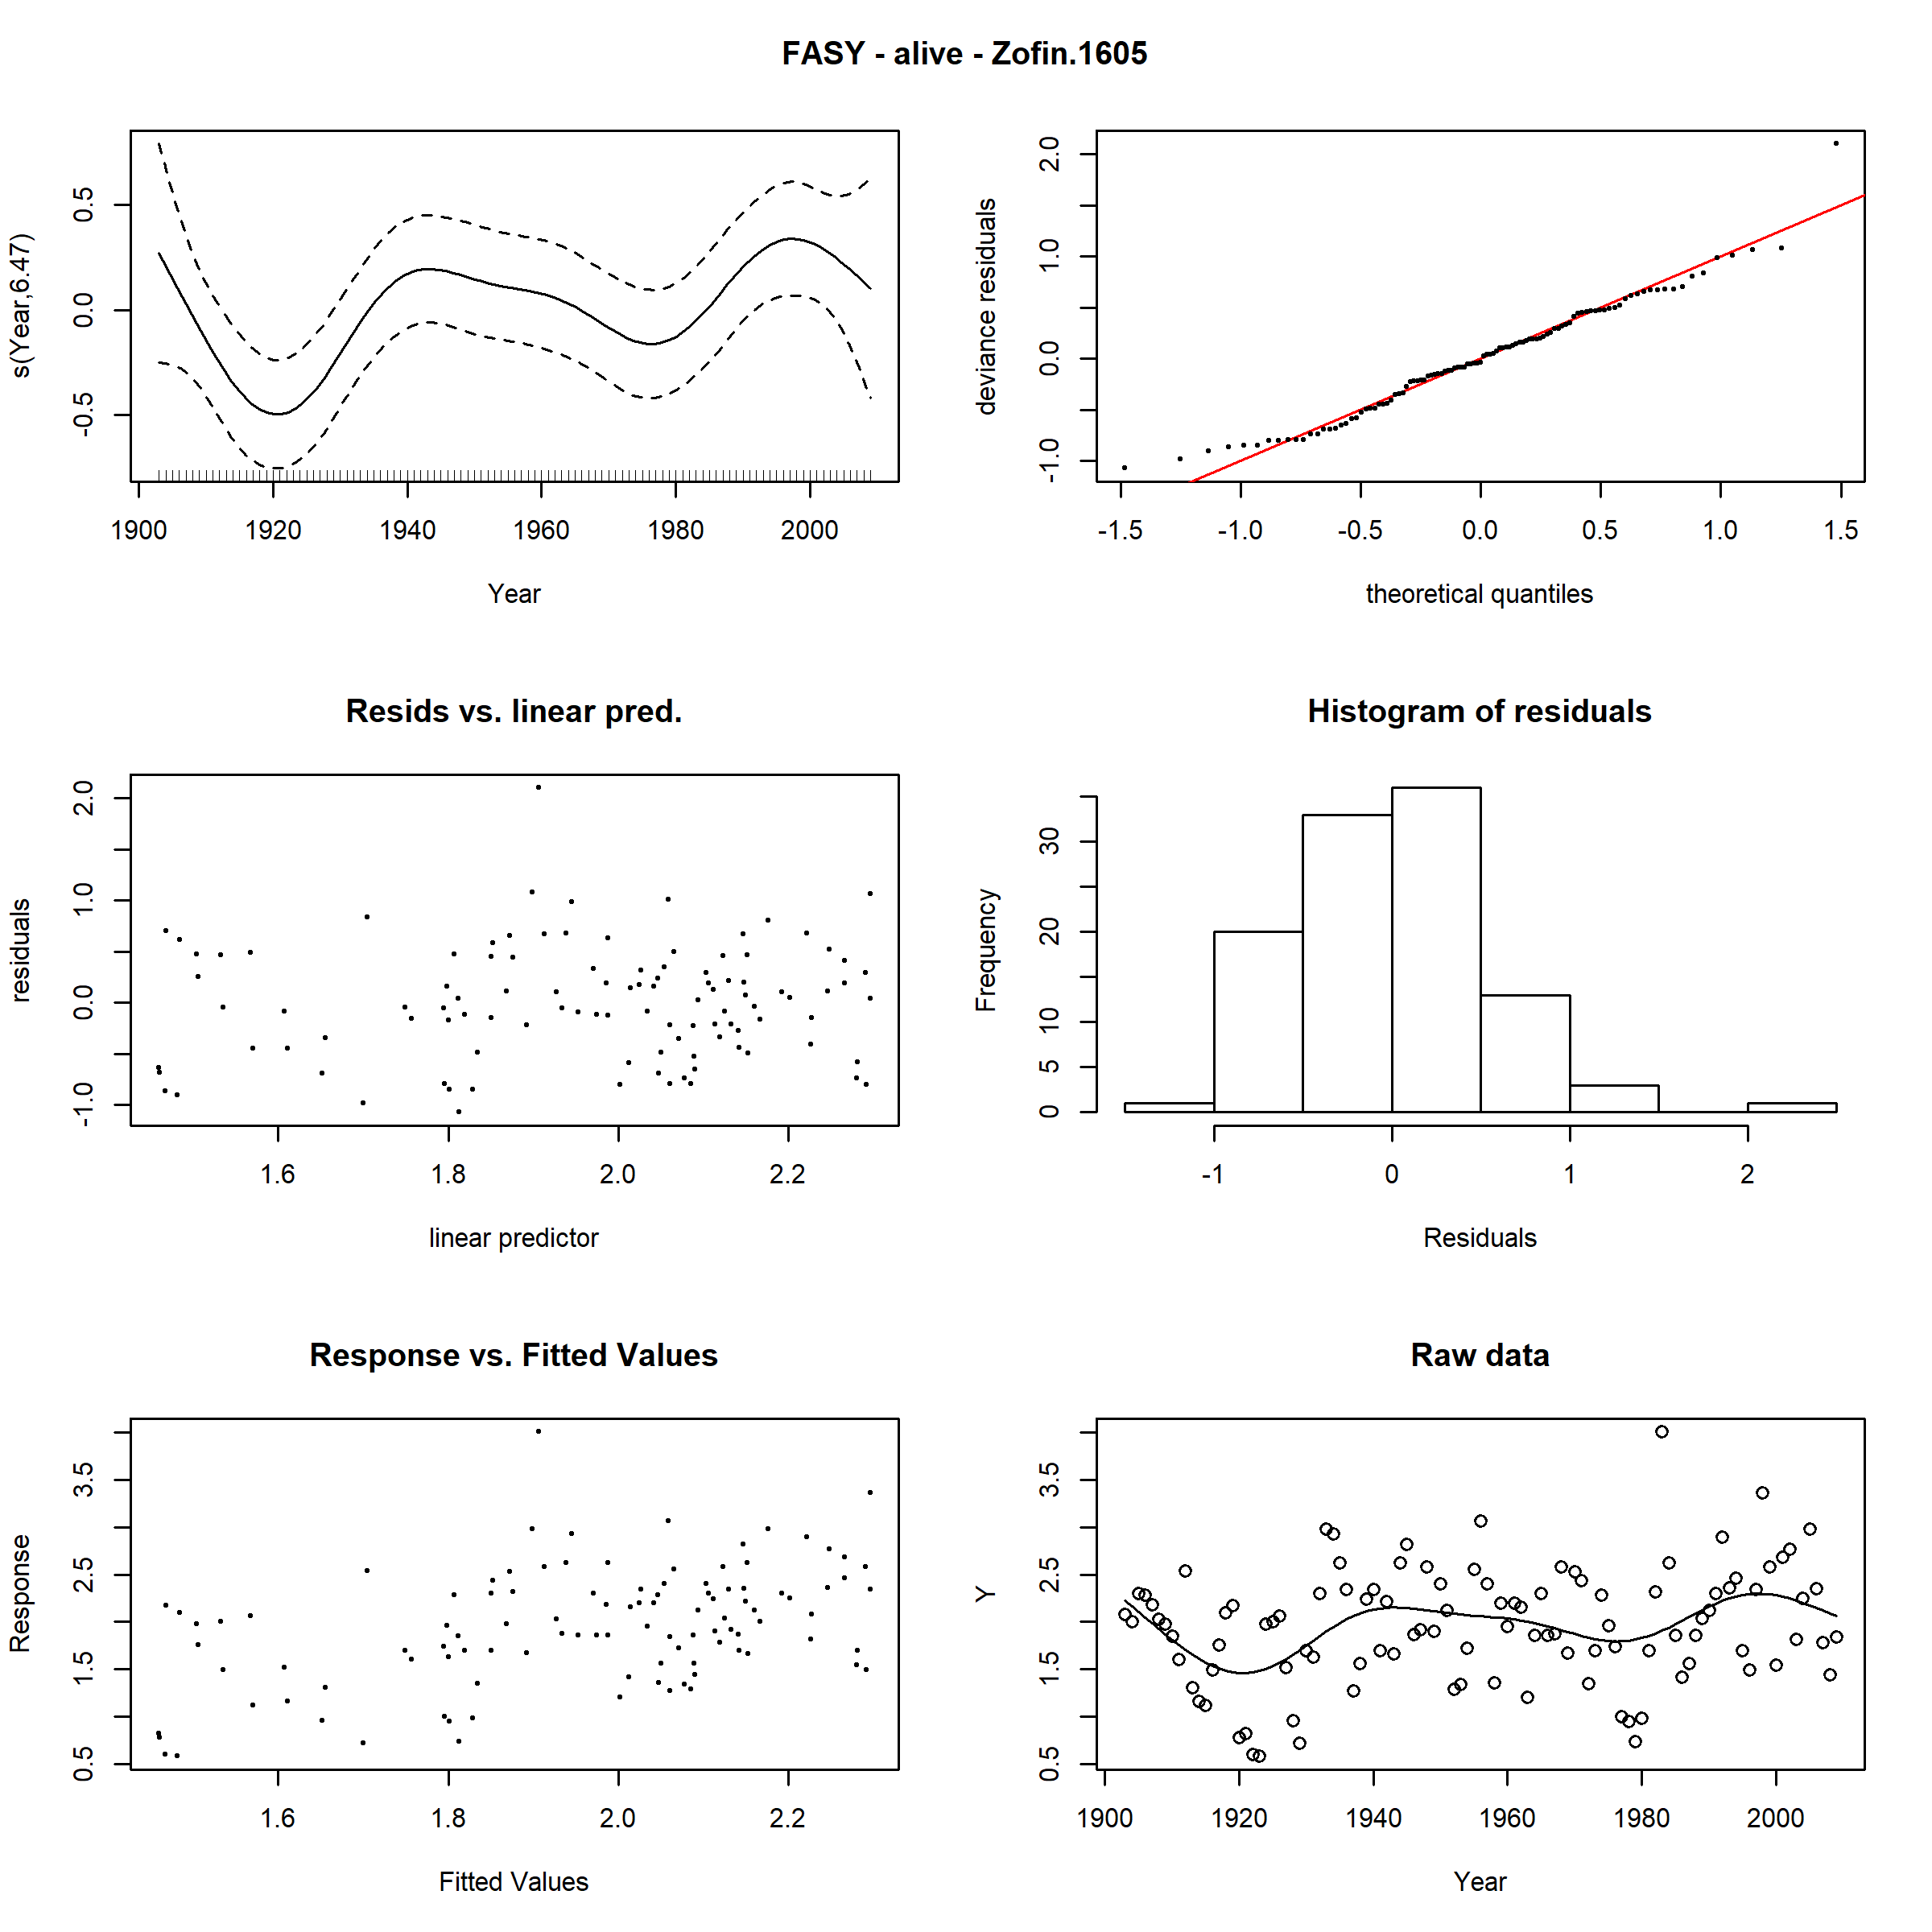 FASY - alive - Zofin.1605
s(Year,6.47)
-0.5 0.0 0.5
1900 1920 1940 1960 1980 2000
Year
deviance residuals
-1.0 0.0 1.0 2.0
-1.5 -1.0 -0.5 0.0 0.5 1.0 1.5
theoretical quantiles
Resids vs. linear pred.
residuals
-1.0 0.0 1.0 2.0
1.6 1.8 2.0 2.2
linear predictor
Histogram of residuals
Frequency
0 5 10 20 30
-1 0 1 2
Residuals
Response vs. Fitted Values
Response
0.5 1.5 2.5 3.5
1.6 1.8 2.0 2.2
Fitted Values
Raw data
Y
0.5 1.5 2.5 3.5
1900 1920 1940 1960 1980 2000
Year